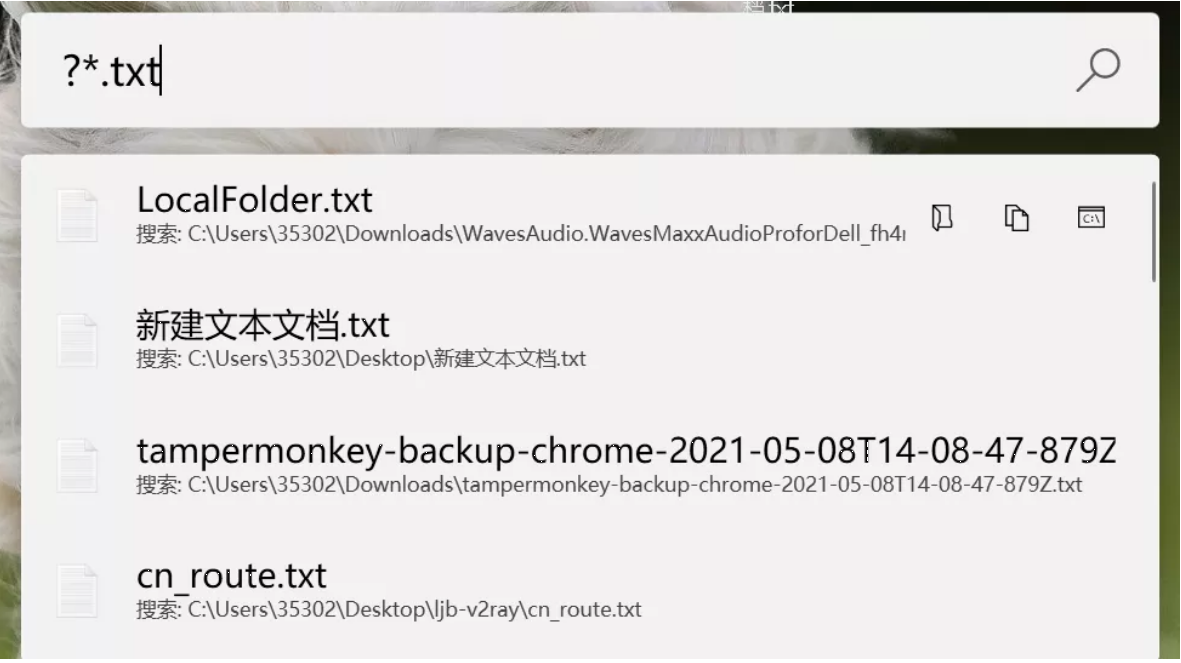 档.txt
?*.txt
LocalFolder.txt
搜索: C:\Users\35302\Downloads\WavesAudio.WavesMaxxAudioProforDell_fh4r
C:\
新建文本文档.txt
搜索: C:\Users\35302\Desktop\新建文本文档.txt
tampermonkey-backup-chrome-2021-05-08T14-08-47-879Z
搜索: C:\Users\35302\Downloads\tampermonkey-backup-chrome-2021-05-08T14-08-47-879Z.txt
cn_route.txt
搜索: C:\Users\35302\Desktop\ljb-v2ray\cn_route.txt